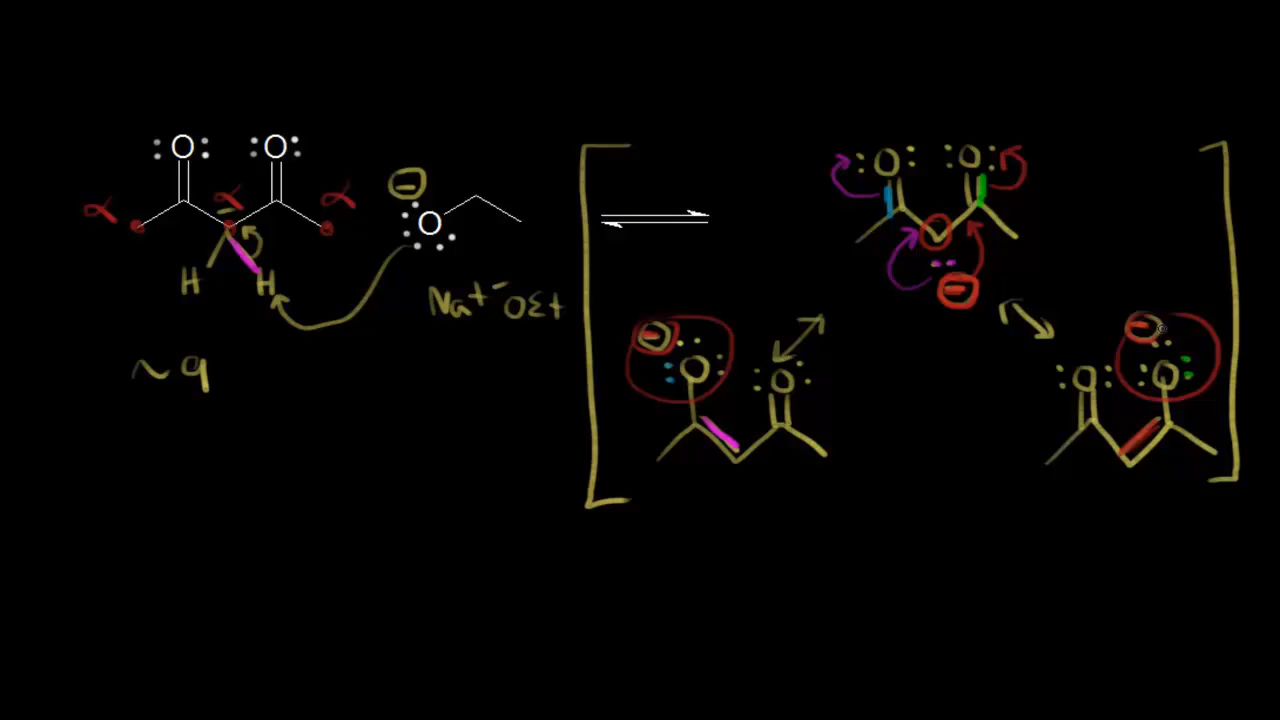 :O: :O:
α α α
O
H H
Na+ -OEt
~9
:O: :O:
O :O:
:O: O